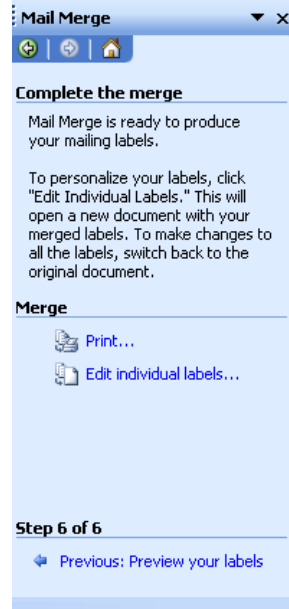 Mail Merge
Complete the merge
Mail Merge is ready to produce
your mailing labels.
To personalize your labels, click
"Edit Individual Labels." This will
open a new document with your
merged labels. To make changes to
all the labels, switch back to the
original document.
Merge
Print...
Edit individual labels...
Step 6 of 6
Previous: Preview your labels